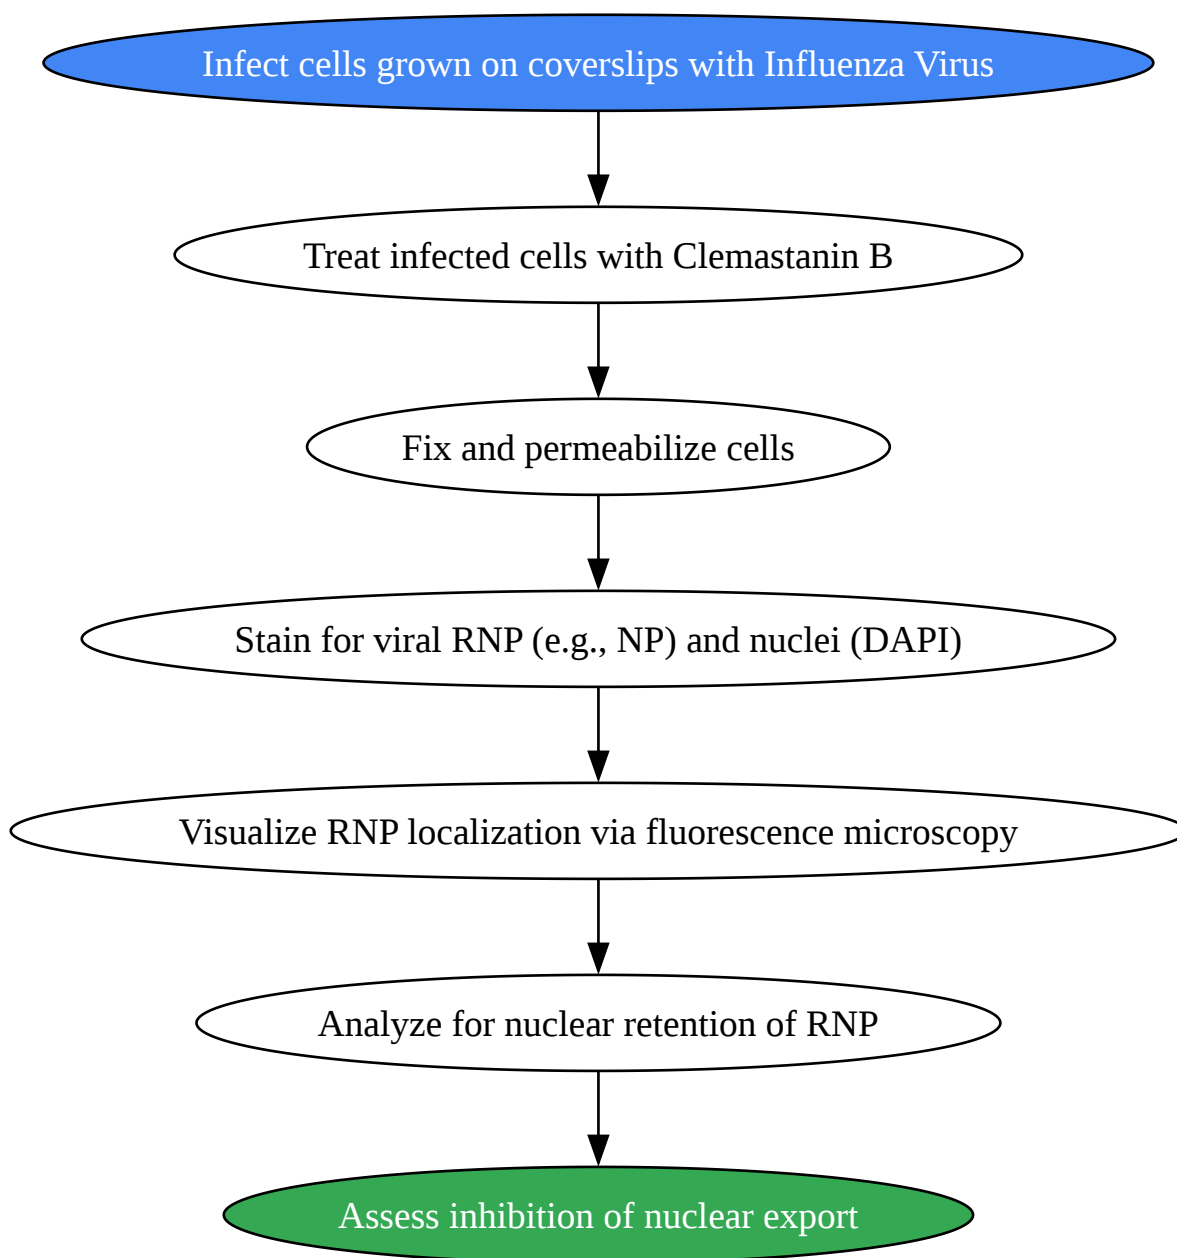 Infect cells grown on coverslips with Influenza Virus
Treat infected cells with Clemastanin B
Fix and permeabilize cells
Stain for viral RNP (e.g., NP) and nuclei (DAPI)
Visualize RNP localization via fluorescence microscopy
Analyze for nuclear retention of RNP
Assess inhibition of nuclear export